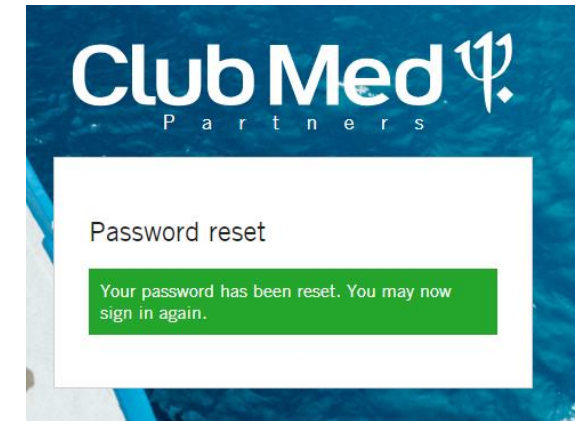 Club Med
Partners
Password reset
Your password has been reset. You may now
sign in again.